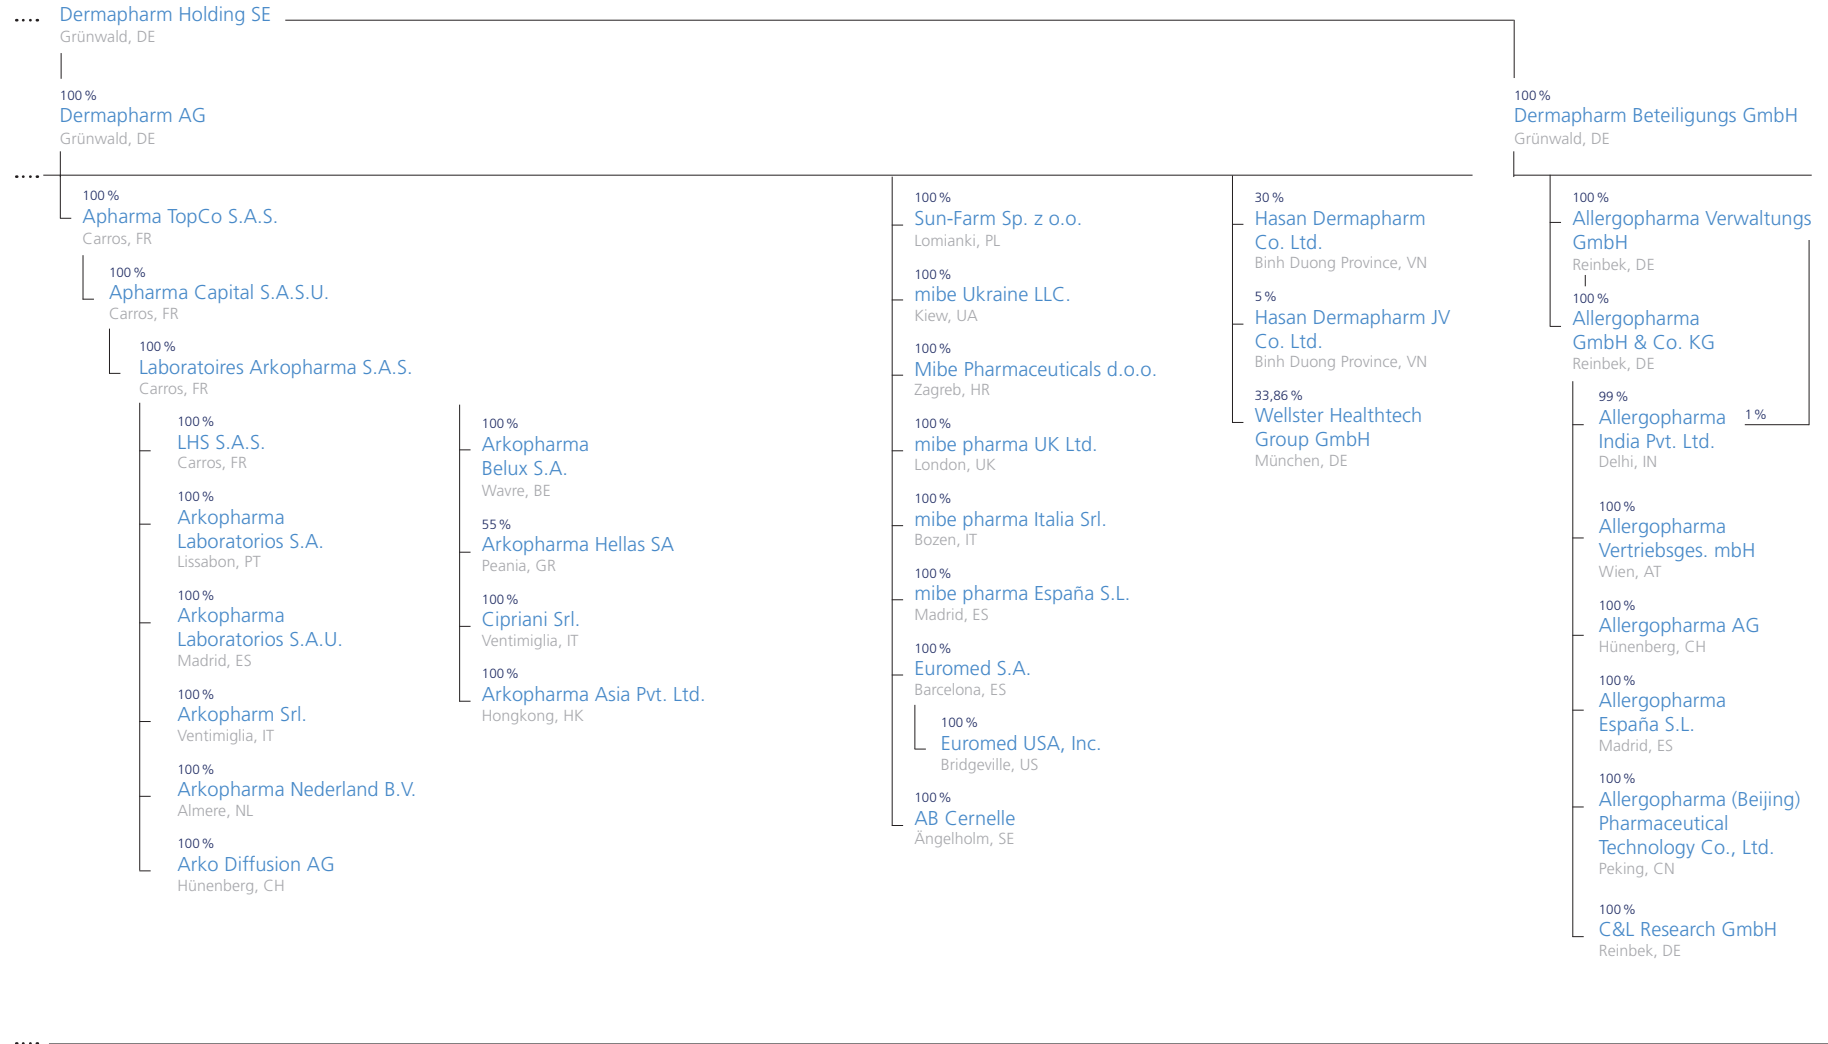 ....
Dermapharm Holding SE
Grünwald, DE
100 %
Dermapharm AG
Grünwald, DE
100 %
Dermapharm Beteiligungs GmbH
Grünwald, DE
....
100 %
Apharma TopCo S.A.S.
Carros, FR
100 %
Apharma Capital S.A.S.U.
Carros, FR
100 %
Laboratoires Arkopharma S.A.S.
Carros, FR
100 %
LHS S.A.S.
Carros, FR
100 %
Arkopharma
Laboratorios S.A.
Lissabon, PT
100 %
Arkopharma
Laboratorios S.A.U.
Madrid, ES
100 %
Arkopharm Srl.
Ventimiglia, IT
100 %
Arkopharma Nederland B.V.
Almere, NL
100 %
Arko Diffusion AG
Hünenberg, CH
100 %
Arkopharma
Belux S.A.
Wavre, BE
55 %
Arkopharma Hellas SA
Peania, GR
100 %
Cipriani Srl.
Ventimiglia, IT
100 %
Arkopharma Asia Pvt. Ltd.
Hongkong, HK
100 %
Sun-Farm Sp. z o.o.
Lomianki, PL
100 %
mibe Ukraine LLC.
Kiew, UA
100 %
Mibe Pharmaceuticals d.o.o.
Zagreb, HR
100 %
mibe pharma UK Ltd.
London, UK
100 %
mibe pharma Italia Srl.
Bozen, IT
100 %
mibe pharma España S.L.
Madrid, ES
100 %
Euromed S.A.
Barcelona, ES
100 %
Euromed USA, Inc.
Bridgeville, US
100 %
AB Cernelle
Ängelholm, SE
30 %
Hasan Dermapharm
Co. Ltd.
Binh Duong Province, VN
5 %
Hasan Dermapharm JV
Co. Ltd.
Binh Duong Province, VN
33,86 %
Wellster Healthtech
Group GmbH
München, DE
100 %
Allergopharma Verwaltungs
GmbH
Reinbek, DE
100 %
Allergopharma
GmbH & Co. KG
Reinbek, DE
99 %
Allergopharma 1 %
India Pvt. Ltd.
Delhi, IN
100 %
Allergopharma
Vertriebsges. mbH
Wien, AT
100 %
Allergopharma AG
Hünenberg, CH
100 %
Allergopharma
España S.L.
Madrid, ES
100 %
Allergopharma (Beijing)
Pharmaceutical
Technology Co., Ltd.
Peking, CN
100 %
C&L Research GmbH
Reinbek, DE
....